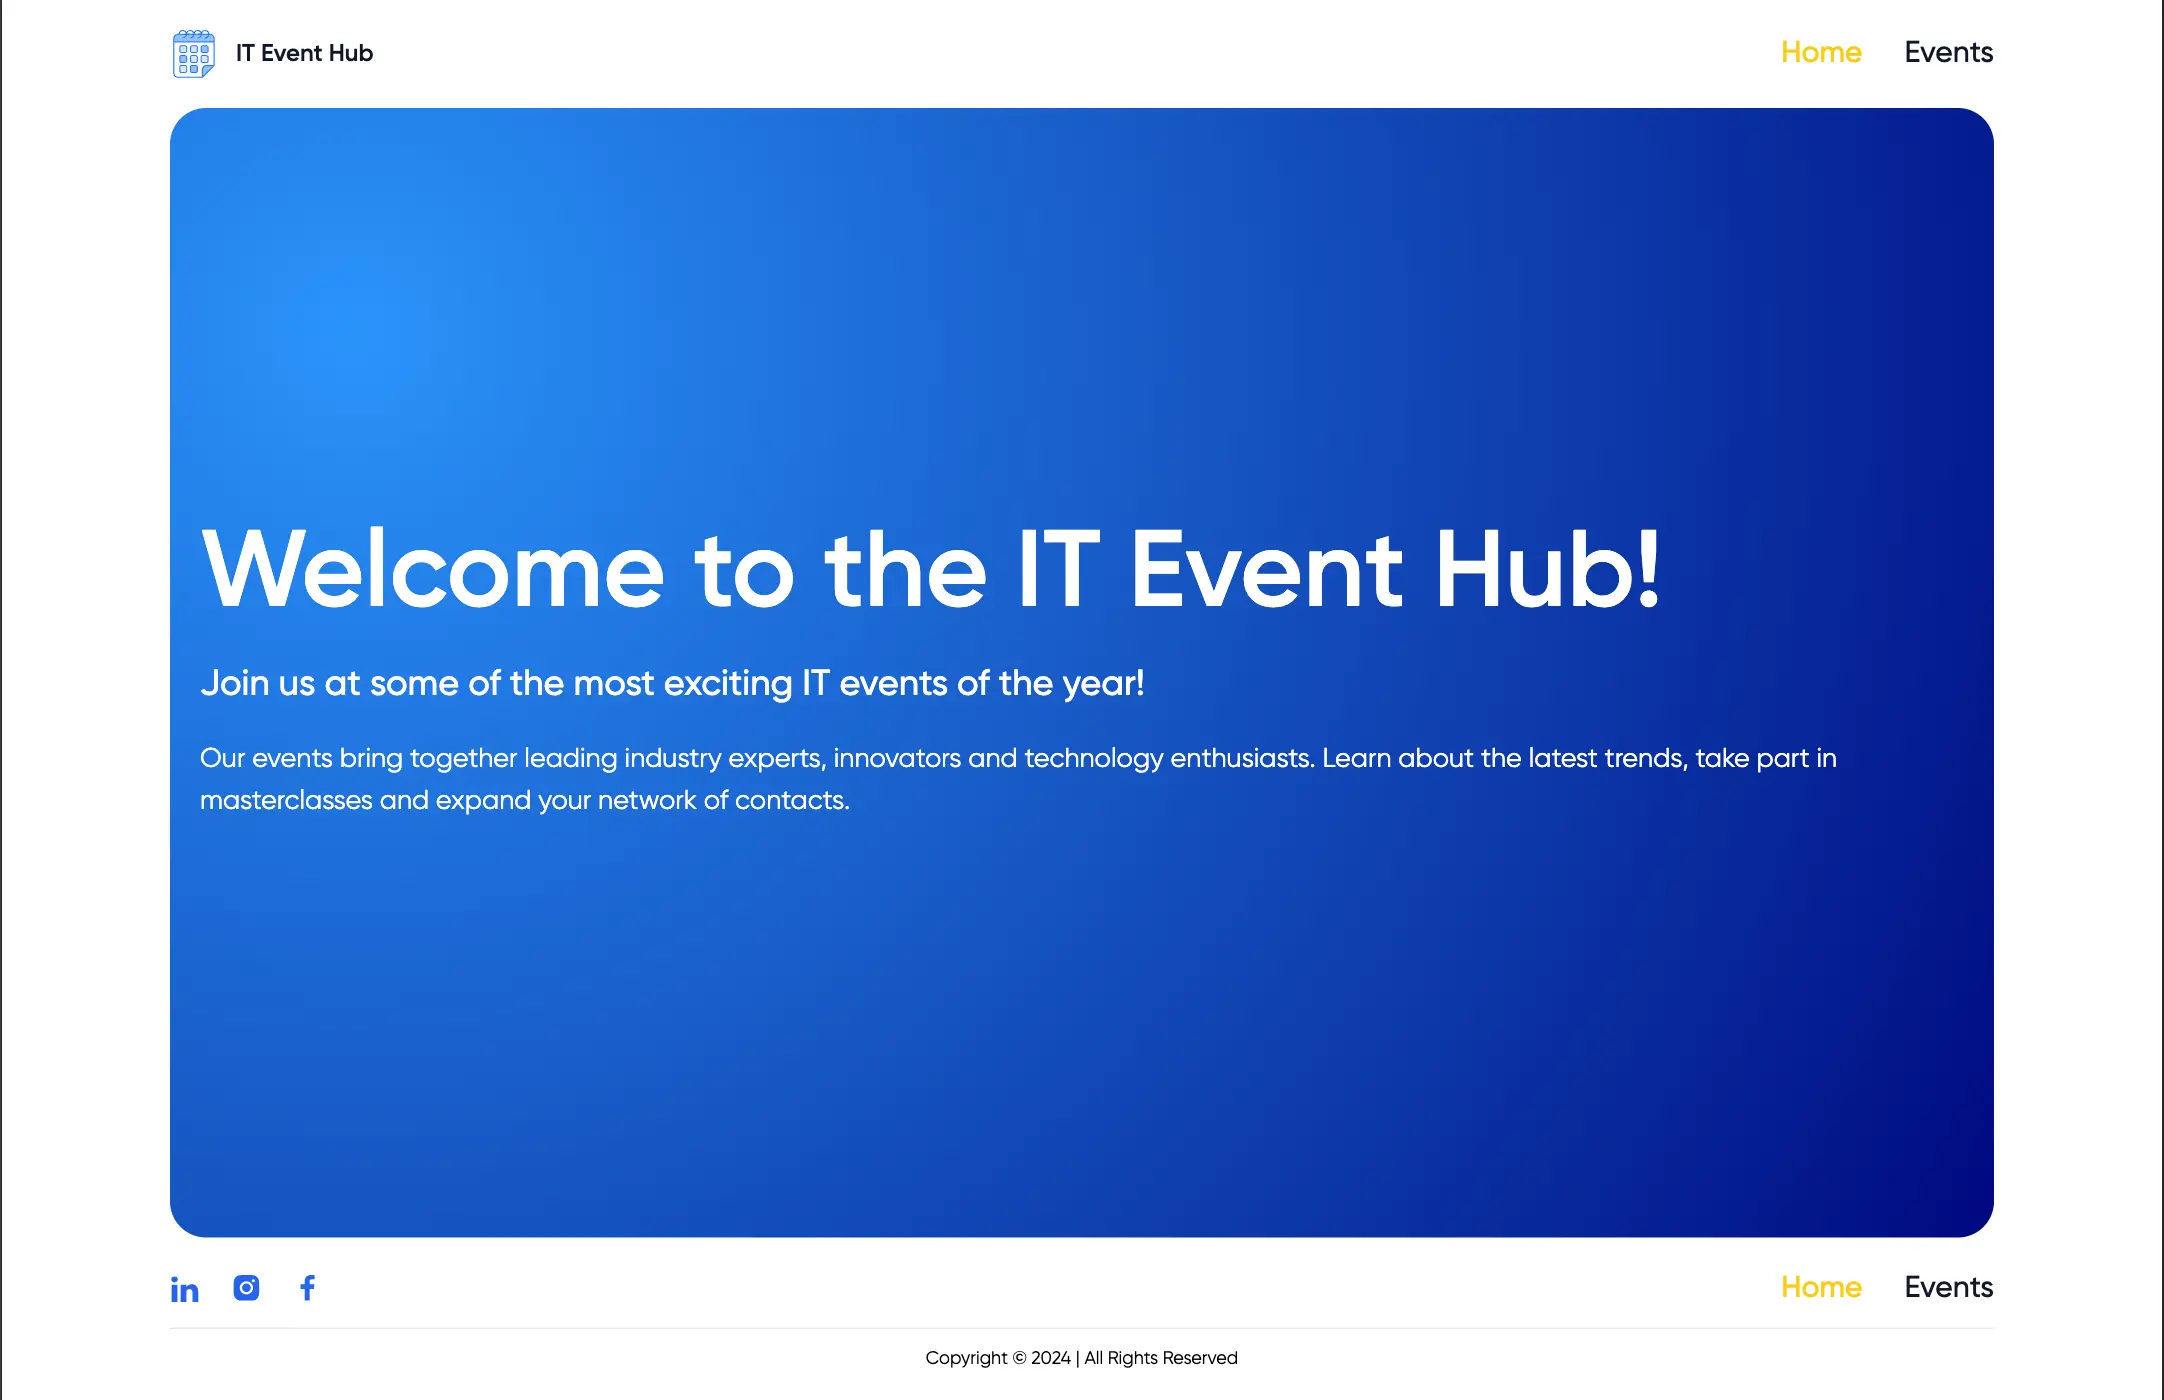 IT Event Hub
Home Events
Welcome to the IT Event Hub!
Join us at some of the most exciting IT events of the year!
Our events bring together leading industry experts, innovators and technology enthusiasts. Learn about the latest trends, take part in
masterclasses and expand your network of contacts.
in f
Home Events
Copyright © 2024 | All Rights Reserved